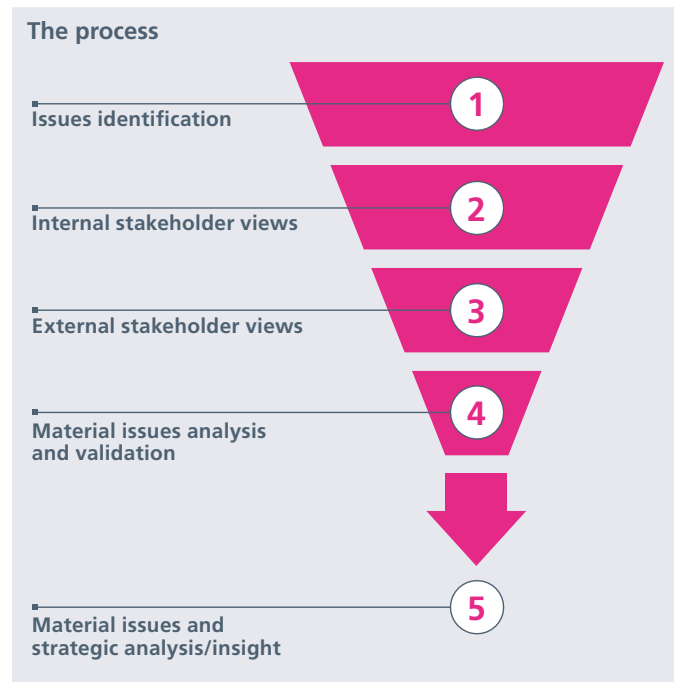 The process
1
Issues identification
2
Internal stakeholder views
3
External stakeholder views
4
Material issues analysis
and validation
5
Material issues and
strategic analysis/insight